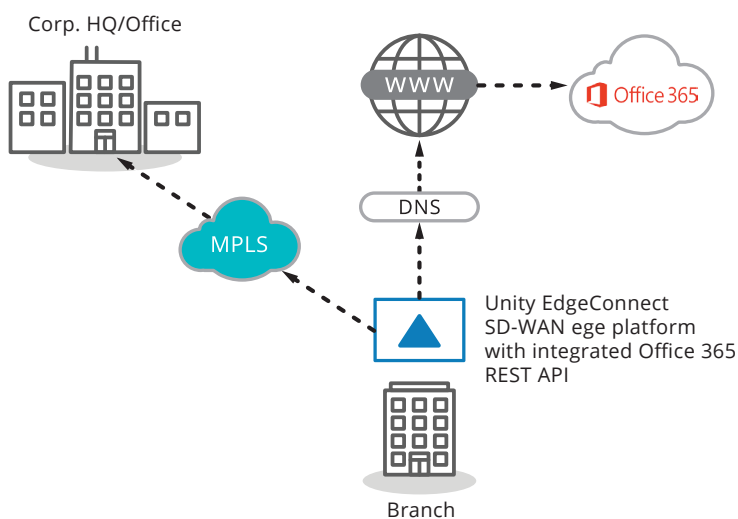 Corp. HQ/Office
WWW
Office 365
DNS
MPLS
Unity EdgeConnect
SD-WAN ege platform
with integrated Office 365
REST API
Branch